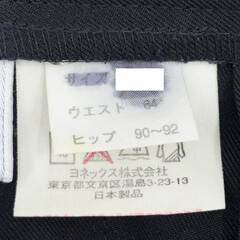 サイズ
ウエスト 64
ヒップ 90～92
ヨネックス株式会社
東京都文京区湯島3-23-13
日本製品